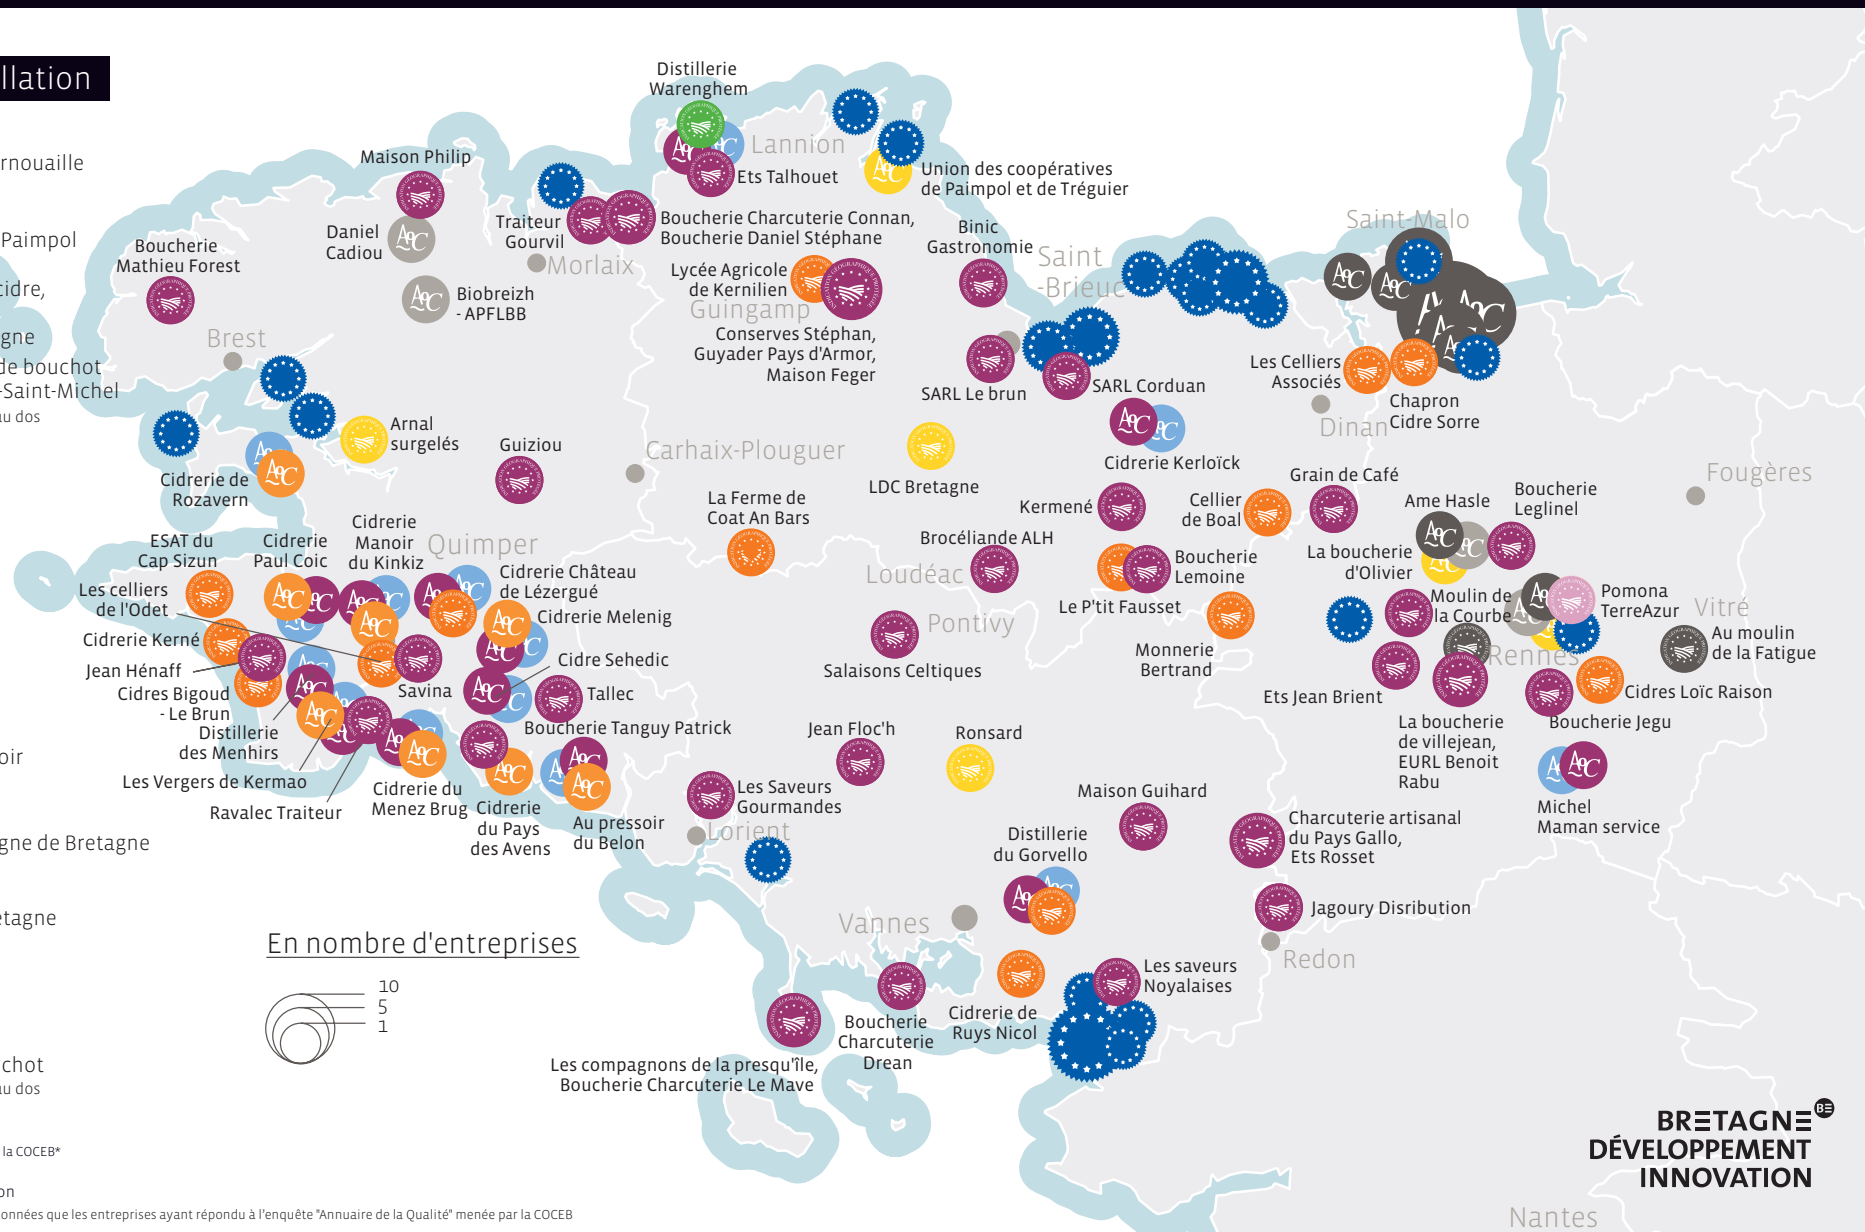 llation
rnouaille
Paimpol
cidre,
gne
de bouchot
-Saint-Michel
au dos
oir
gne de Bretagne
etagne
chot
au dos
la COCEB*
on
onnées que les entreprises ayant répondu à l'enquête "Annuaire de la Qualité" menée par la COCEB
Distillerie
Warenghem
Lannion
Ets Talhouet
Union des coopératives
de Paimpol et de Tréguier
Maison Philip
Daniel
Cadiou
Traiteur
Gourvil
Morlaix
Boucherie Charcuterie Connan,
Boucherie Daniel Stéphane
Boucherie
Mathieu Forest
Biobreizh
- APFLBB
Brest
Lycée Agricole
de Kernilien
Guingamp
Conserves Stéphan,
Guyader Pays d'Armor,
Maison Feger
Binic
Gastronomie
Saint
-Brieuc
SARL Le brun
SARL Corduan
Saint-Malo
Les Celliers
Associés
Chapron
Cidre Sorre
Dinan
Arnal
surgelés
Guiziou
Carhaix-Plouguer
LDC Bretagne
Cidrerie Kerloïck
Cidrerie de
Rozavern
La Ferme de
Coat An Bars
Kermené
Cellier
de Boal
Grain de Café
Ame Hasle
Boucherie
Leglinel
Fougères
ESAT du
Cap Sizun
Cidrerie
Paul Coic
Cidrerie
Manoir
du Kinkiz
Quimper
Cidrerie Château
de Lézergué
Brocéliande ALH
Loudéac
Boucherie
Lemoine
La boucherie
d'Olivier
Les celliers
de l'Odet
Cidrerie Melenig
Le P'tit Fausset
Pontivy
Moulin de
la Courbe
Pomona
TerreAzur
Vitré
Cidrerie Kerné
Jean Hénaff
Cidres Bigoud
- Le Brun
Savina
Cidre Sehedic
Tallec
Salaisons Celtiques
Monnerie
Bertrand
Rennes
Au moulin
de la Fatigue
Ets Jean Brient
Cidres Loïc Raison
Distillerie
des Menhirs
Boucherie Tanguy Patrick
Jean Floc'h
Ronsard
La boucherie
de villejean,
EURL Benoit
Rabu
Boucherie Jegu
Les Vergers de Kermao
Ravalec Traiteur
Cidrerie du
Menez Brug
Cidrerie
du Pays
des Avens
Au pressoir
du Belon
Les Saveurs
Gourmandes
Lorient
Maison Guihard
Michel
Maman service
Distillerie
du Gorvello
Charcuterie artisanal
du Pays Gallo,
Ets Rosset
Vannes
Jagoury Disribution
Redon
En nombre d'entreprises
10
5
1
Les saveurs
Noyalaises
Cidrerie de
Ruys Nicol
Boucherie
Charcuterie
Drean
Les compagnons de la presqu'île,
Boucherie Charcuterie Le Mave
Nantes
BRETAGNE BE
DÉVELOPPEMENT
INNOVATION